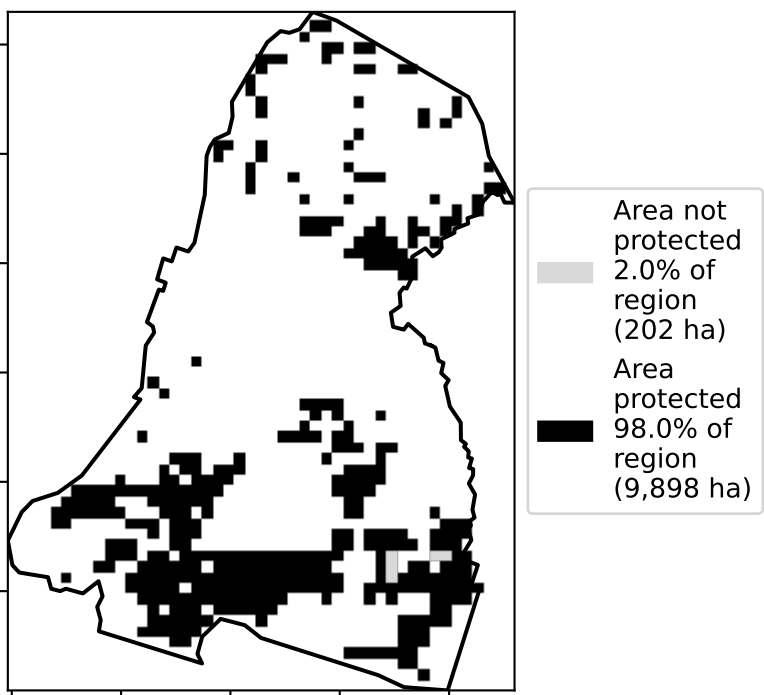 Area not
protected
2.0% of
region
(202 ha)
Area
protected
98.0% of
region
(9,898 ha)